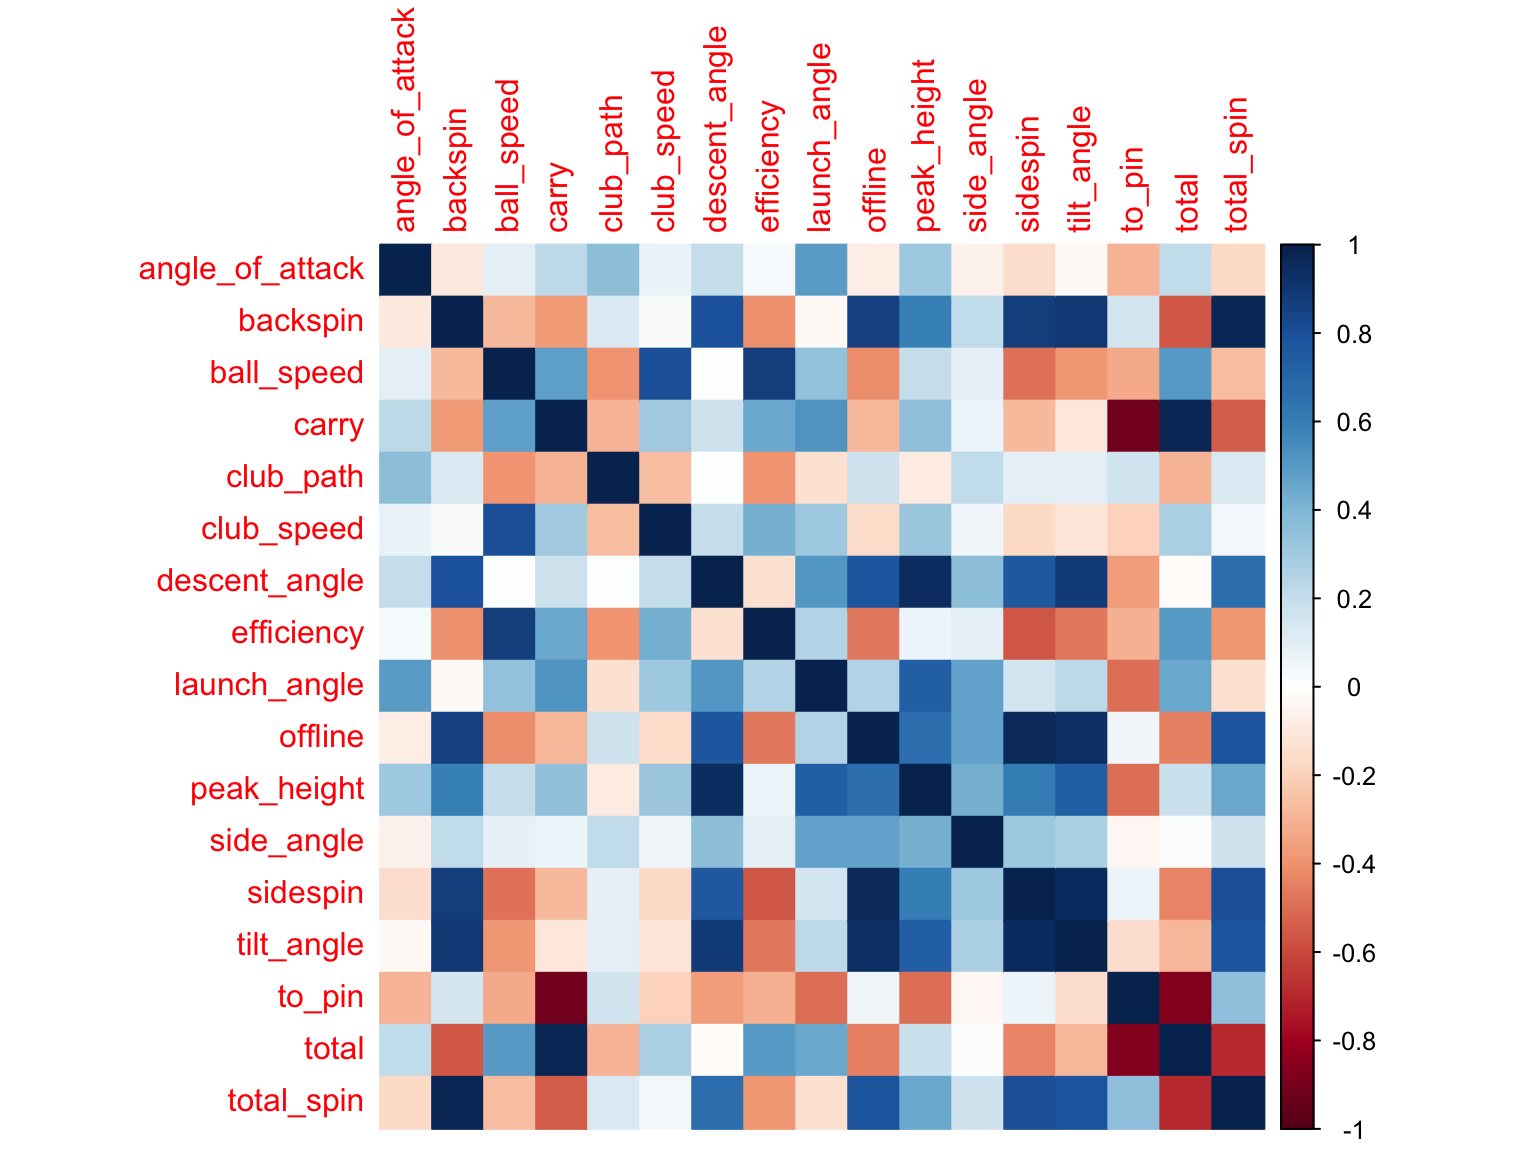 angle_of_attack
backspin
ball_speed
carry
club_path
club_speed
descent_angle
efficiency
launch_angle
offline
peak_height
side_angle
sidespin
tilt_angle
to_pin
total
total_spin
angle_of_attack
backspin
ball_speed
carry
club_path
club_speed
descent_angle
efficiency
launch_angle
offline
peak_height
side_angle
sidespin
tilt_angle
to_pin
total
total_spin
1
0.8
0.6
0.4
0.2
0
-0.2
-0.4
-0.6
-0.8
-1